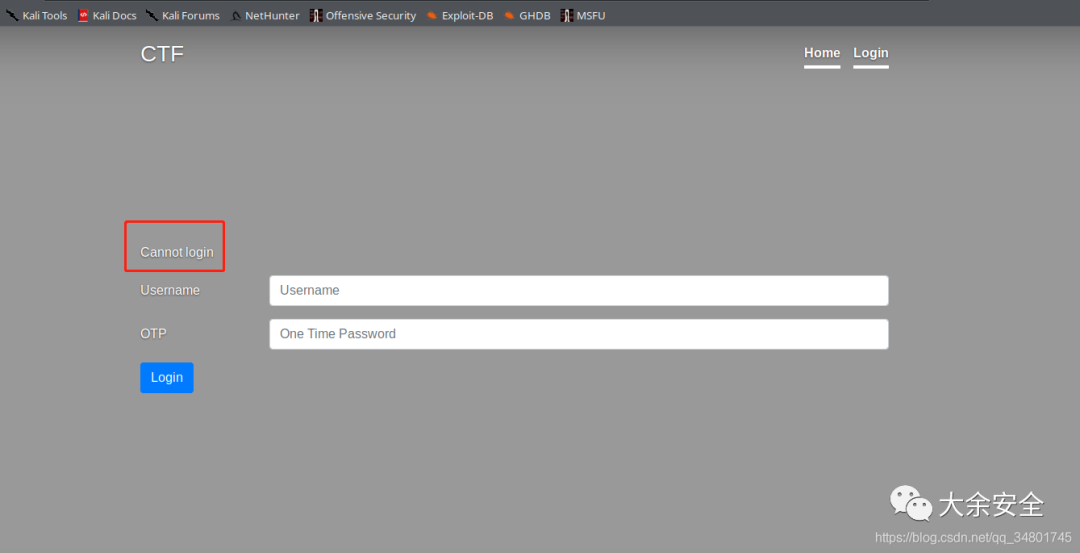 Kali Tools Kali Docs Kali Forums NetHunter Offensive Security Exploit-DB GHDB MSFU
CTF Home Login
Cannot login
Username Username
OTP One Time Password
Login
大余安全
https://blog.csdn.net/qq_34801745